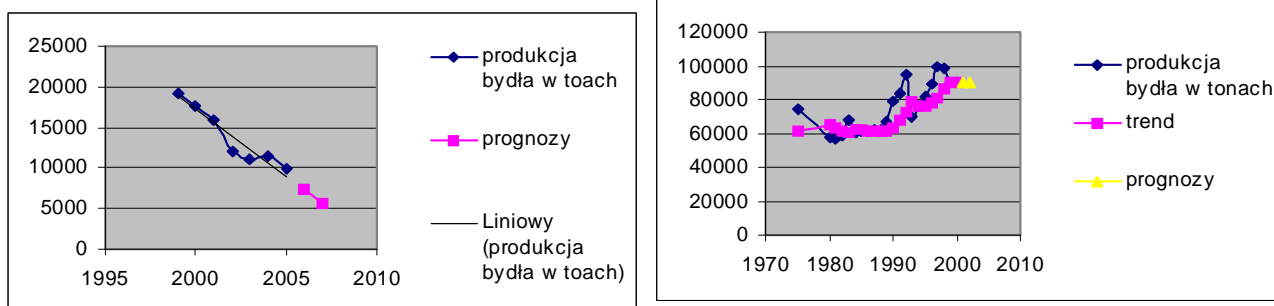 25000
20000
15000
10000
5000
0
1995 2000 2005 2010
produkcja
bydła w toach
prognozy
Liniowy
(produkcja
bydła w toach)
120000
100000
80000
60000
40000
20000
0
1970 1980 1990 2000 2010
produkcja
bydła w tonach
trend
prognozy